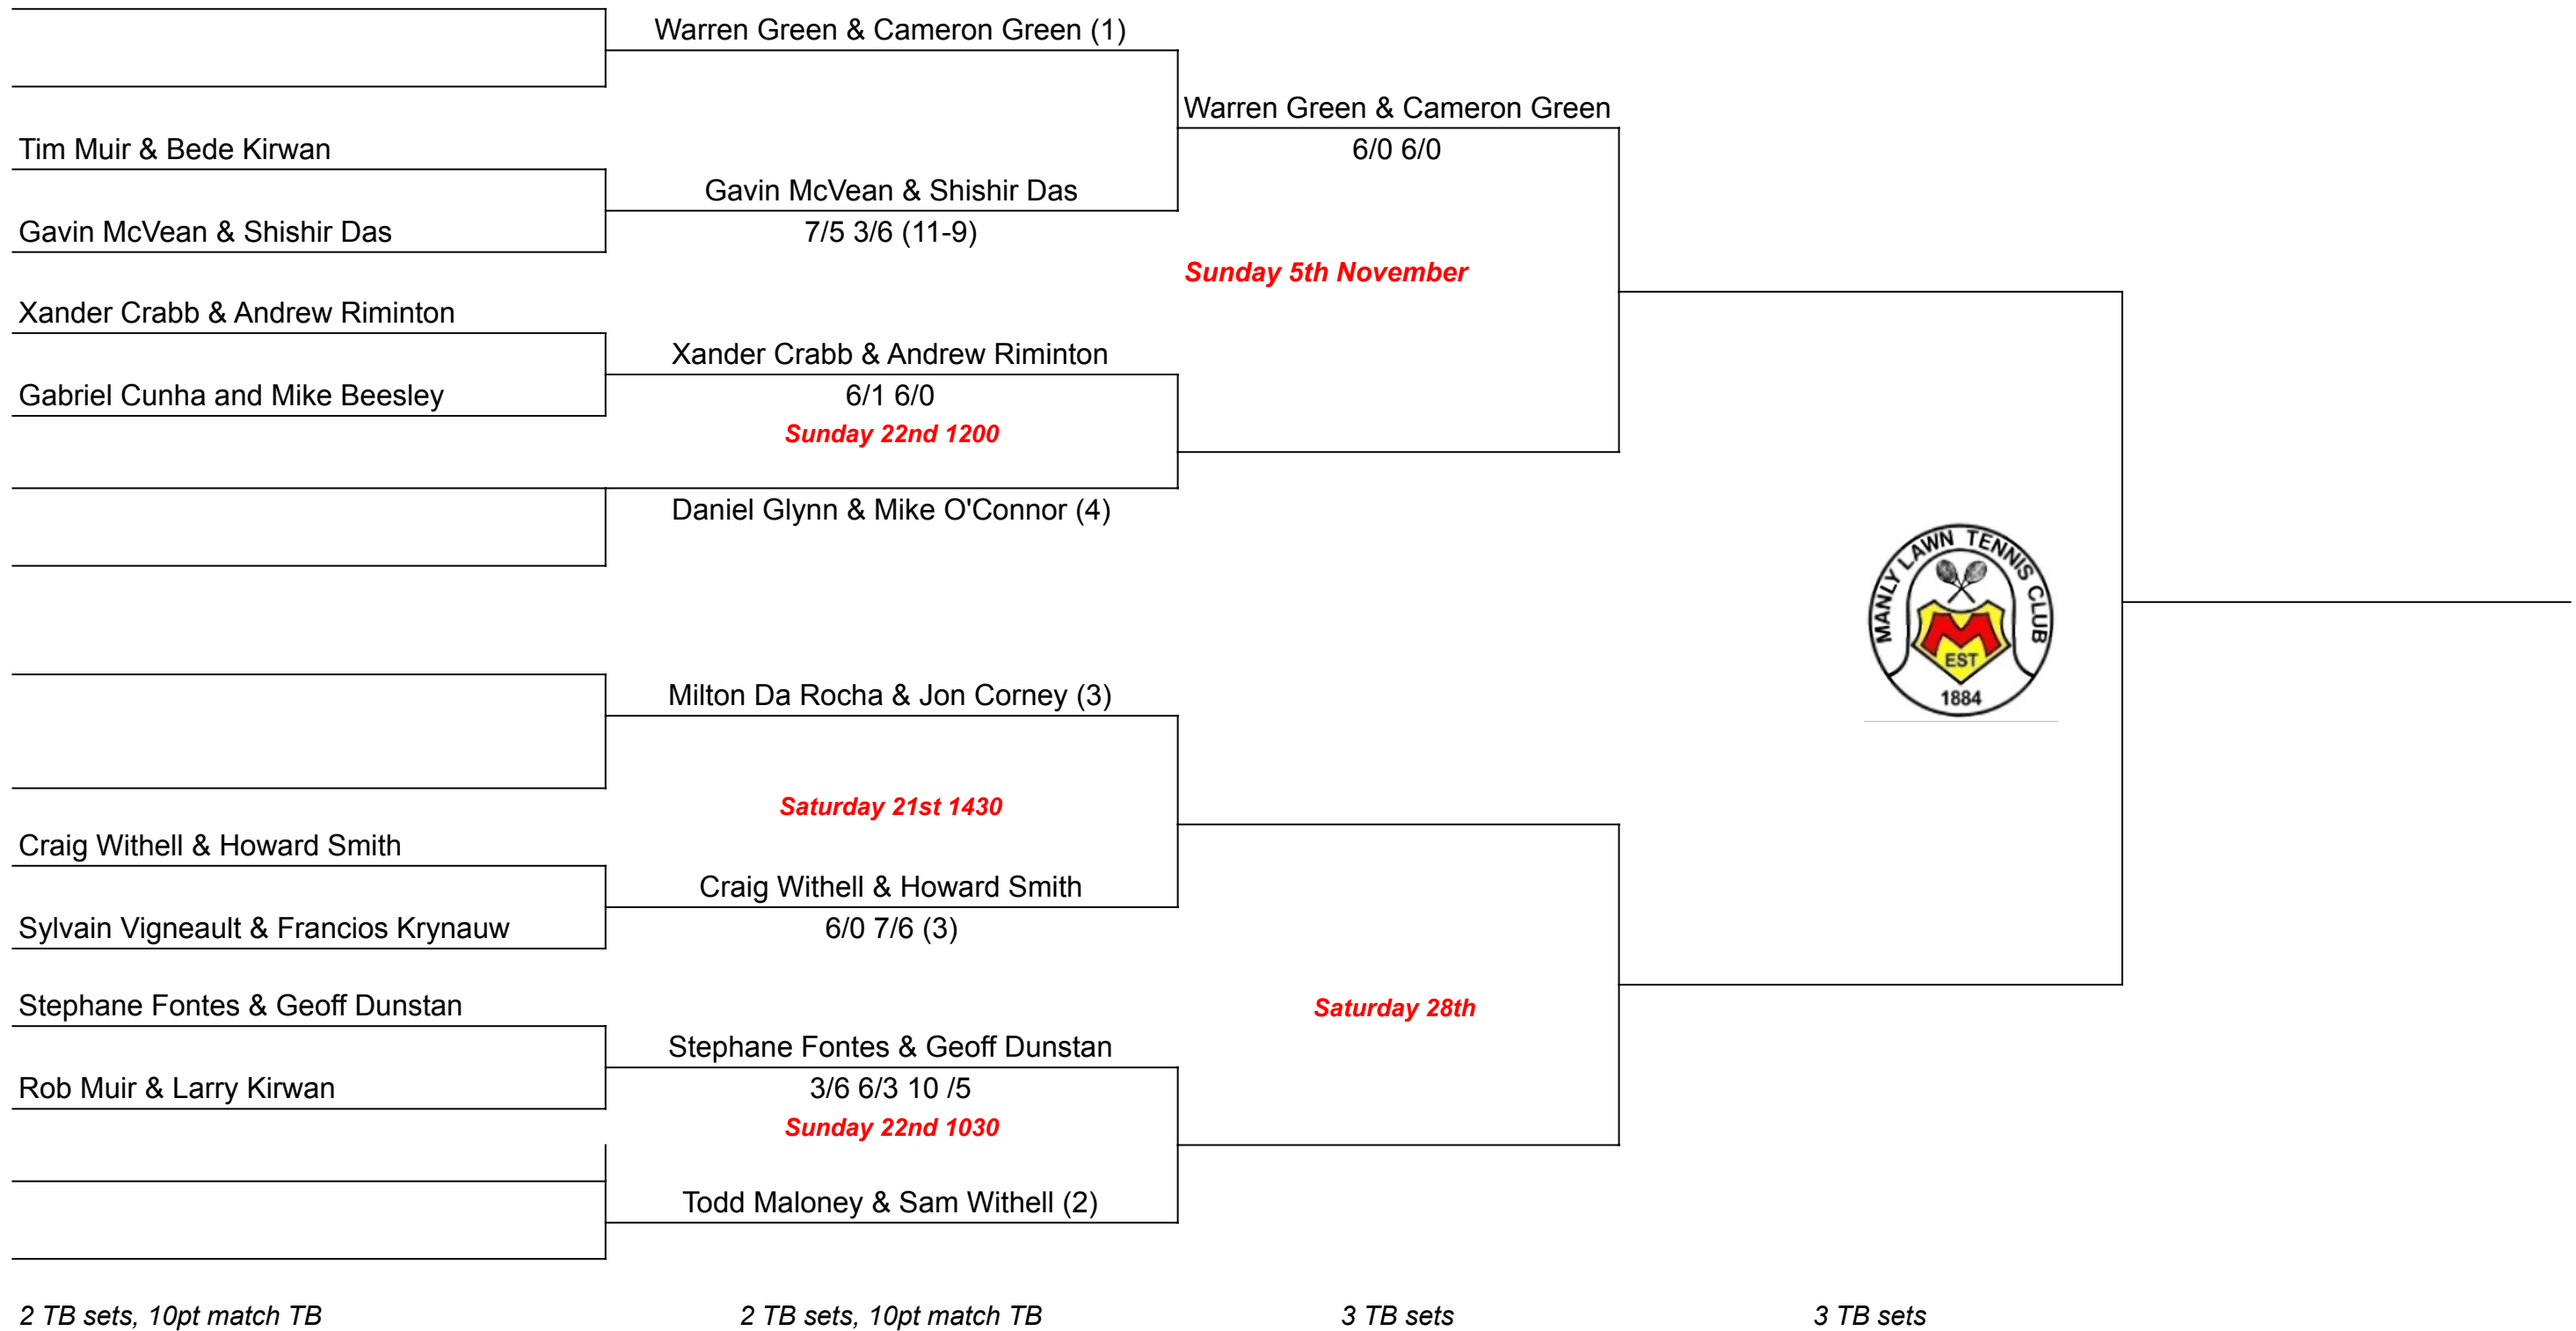 Warren Green & Cameron Green (1)
Warren Green & Cameron Green
6/0 6/0
Tim Muir & Bede Kirwan
Gavin McVean & Shishir Das
Gavin McVean & Shishir Das
7/5 3/6 (11-9)
Sunday 5th November
Xander Crabb & Andrew Riminton
Xander Crabb & Andrew Riminton
Gabriel Cunha and Mike Beesley
6/1 6/0
Sunday 22nd 1200
Daniel Glynn & Mike O'Connor (4)
MANLY LAWN TENNIS CLUB
M
EST
1884
Milton Da Rocha & Jon Corney (3)
Saturday 21st 1430
Craig Withell & Howard Smith
Craig Withell & Howard Smith
Sylvain Vigneault & Francios Krynauw
6/0 7/6 (3)
Stephane Fontes & Geoff Dunstan
Saturday 28th
Stephane Fontes & Geoff Dunstan
Rob Muir & Larry Kirwan
3/6 6/3 10 /5
Sunday 22nd 1030
Todd Maloney & Sam Withell (2)
2 TB sets, 10pt match TB
2 TB sets, 10pt match TB
3 TB sets
3 TB sets